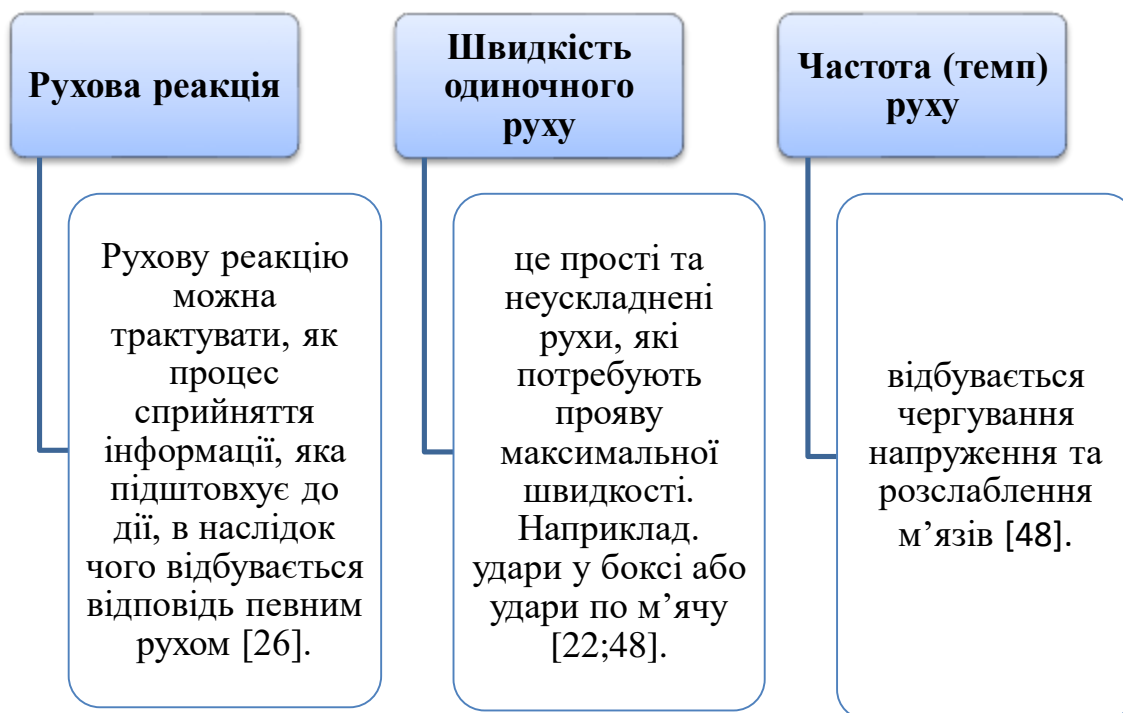 Рухова реакція
Рухову реакцію
можна
трактувати, як
процес
сприйняття
інформації, яка
підштовхує до
дії, в наслідок
чого відбувається
відповідь певним
рухом [26].
Швидкість
одиночного
руху
це прості та
неускладнені
рухи, які
потребують
прояву
максимальної
швидкості.
Наприклад.
удари у боксі або
удари по м’ячу
[22;48].
Частота (темп)
руху
відбувається
чергування
напруження та
розслаблення
м’язів [48].